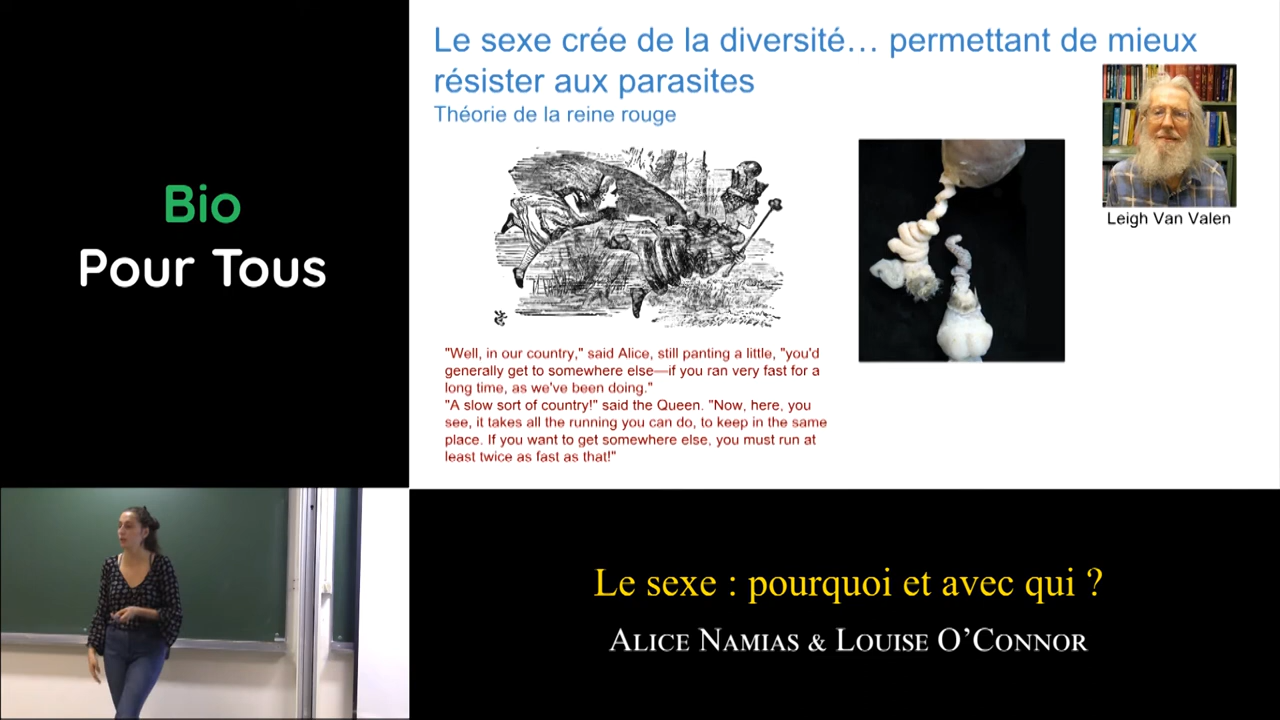 Bio
Pour Tous
Le sexe crée de la diversité… permettant de mieux
résister aux parasites
Théorie de la reine rouge
Leigh Van Valen
"Well, in our country," said Alice, still panting a little, "you'd
generally get to somewhere else—if you ran very fast for a
long time, as we've been doing."
"A slow sort of country!" said the Queen. "Now, here, you
see, it takes all the running you can do, to keep in the same
place. If you want to get somewhere else, you must run at
least twice as fast as that!"
Le sexe : pourquoi et avec qui ?
Alice Namias & Louise O'Connor